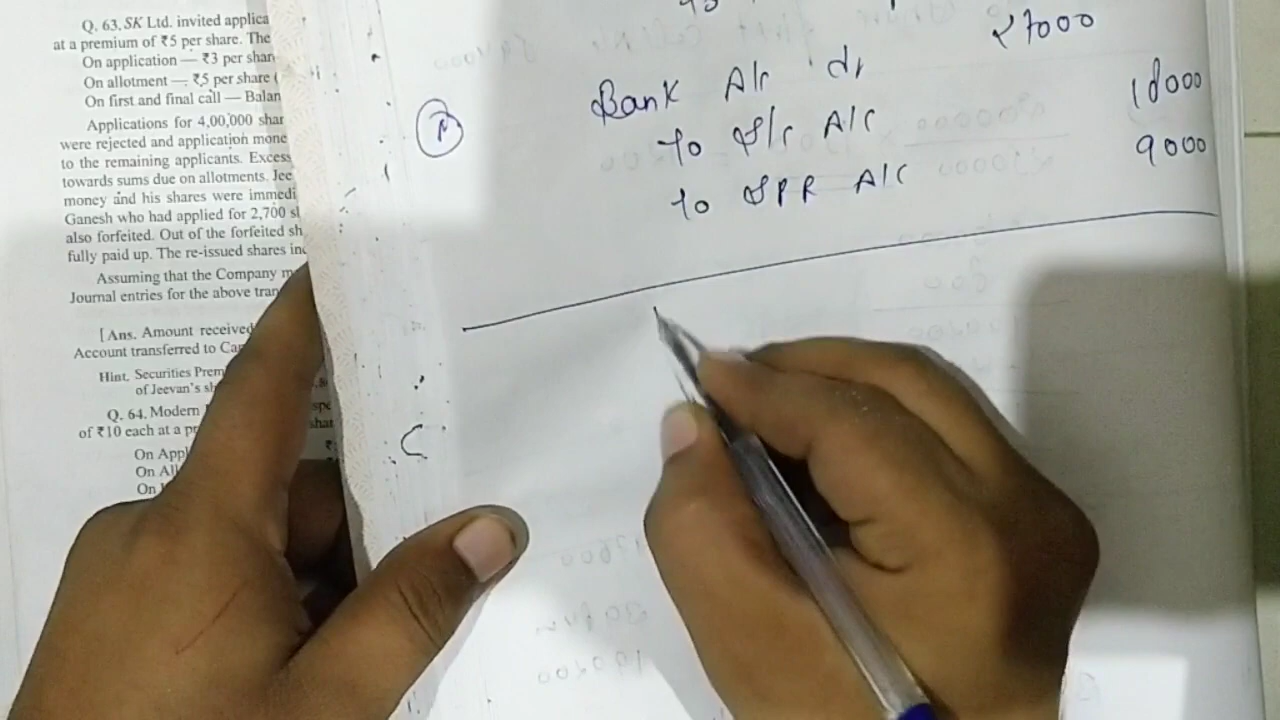 Q. 63. SK Ltd. invited applica
at a premium of ₹5 per share. The
On application — ₹3 per shar
On allotment — ₹5 per share (
On first and final call — Balan
Applications for 4,00,000 shar
were rejected and application mone
to the remaining applicants. Excess
towards sums due on allotments. Jee
money and his shares were immedi
Ganesh who had applied for 2,700 sh
also forfeited. Out of the forfeited sh
fully paid up. The re-issued shares inc
Assuming that the Company m
Journal entries for the above tran
[Ans. Amount received
Account transferred to Cap
Hint. Securities Prem
of Jeevan's sh
Q. 64. Modern
of ₹10 each at a pr
On Appl
On All
On
27000
Bank A/c dr
To S/c A/c 18000
To SPR A/c 9000